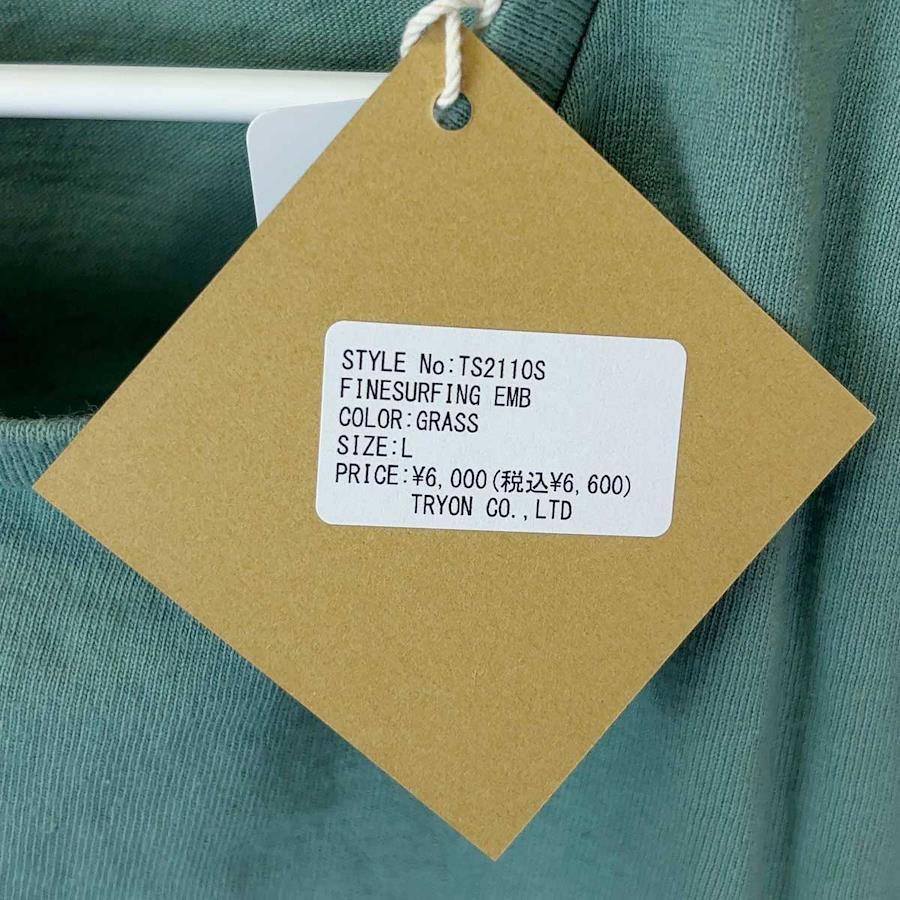 STYLE No:TS2110S
FINESURFING EMB
COLOR:GRASS
SIZE:L
PRICE:¥6,000(税込¥6,600)
TRYON CO.,LTD